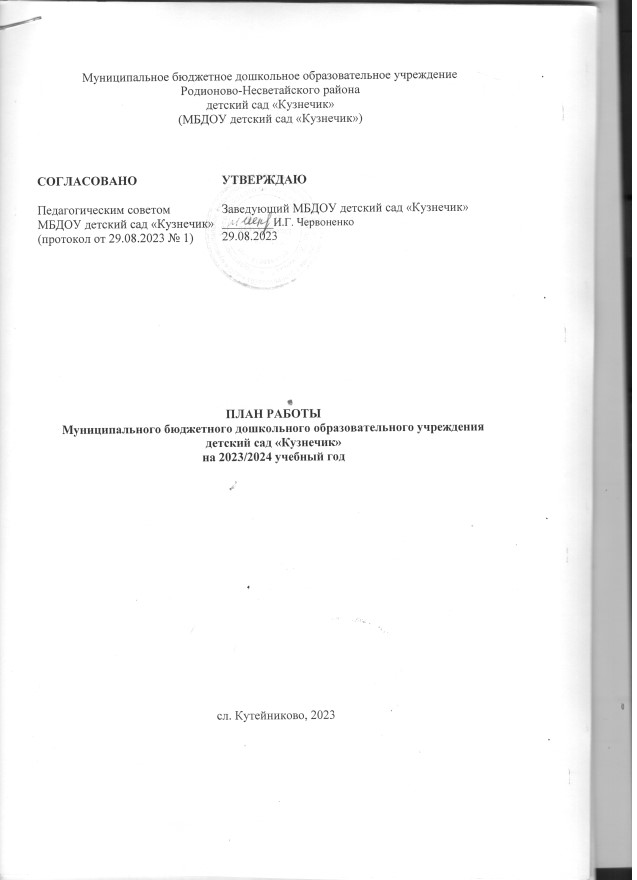 Муниципальное бюджетное дошкольное образовательное учреждение
Родионово-Несветайского района
детский сад «Кузнечик»
(МБДОУ детский сад «Кузнечик»)
СОГЛАСОВАНО
Педагогическим советом
МБДОУ детский сад «Кузнечик»
(протокол от 29.08.2023 № 1)
УТВЕРЖДАЮ
Заведующий МБДОУ детский сад «Кузнечик»
И.Г. Червоненко
29.08.2023
ПЛАН РАБОТЫ
Муниципального бюджетного дошкольного образовательного учреждения
детский сад «Кузнечик»
на 2023/2024 учебный год
сл. Кутейниково, 2023